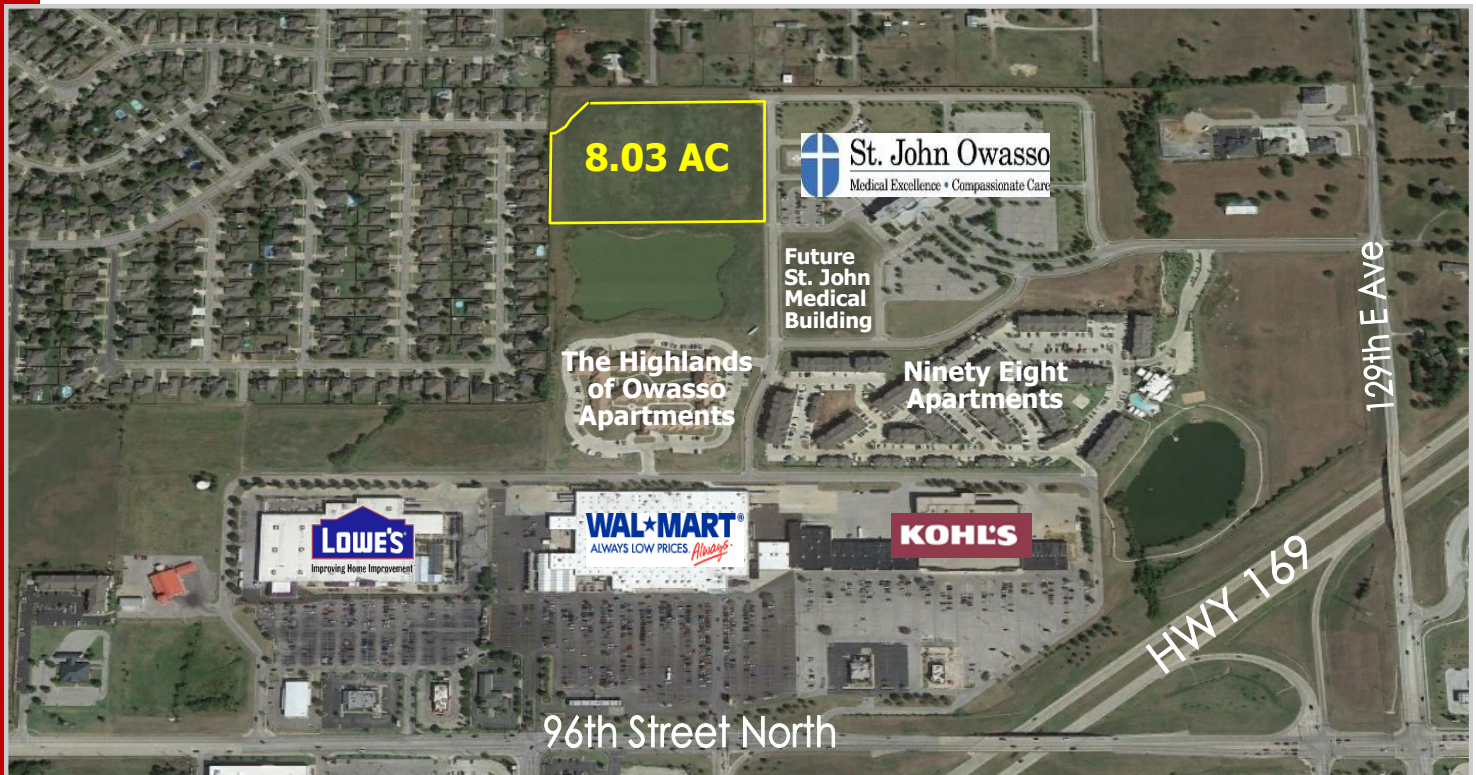 8.03 AC
St. John Owasso
Medical Excellence • Compassionate Care
Future
St. John
Medical
Building
129th E Ave
The Highlands
of Owasso
Apartments
Ninety Eight
Apartments
LOWE'S
Improving Home Improvement
WAL★MART®
ALWAYS LOW PRICES. Always.
KOHL'S
HWY 169
96th Street North